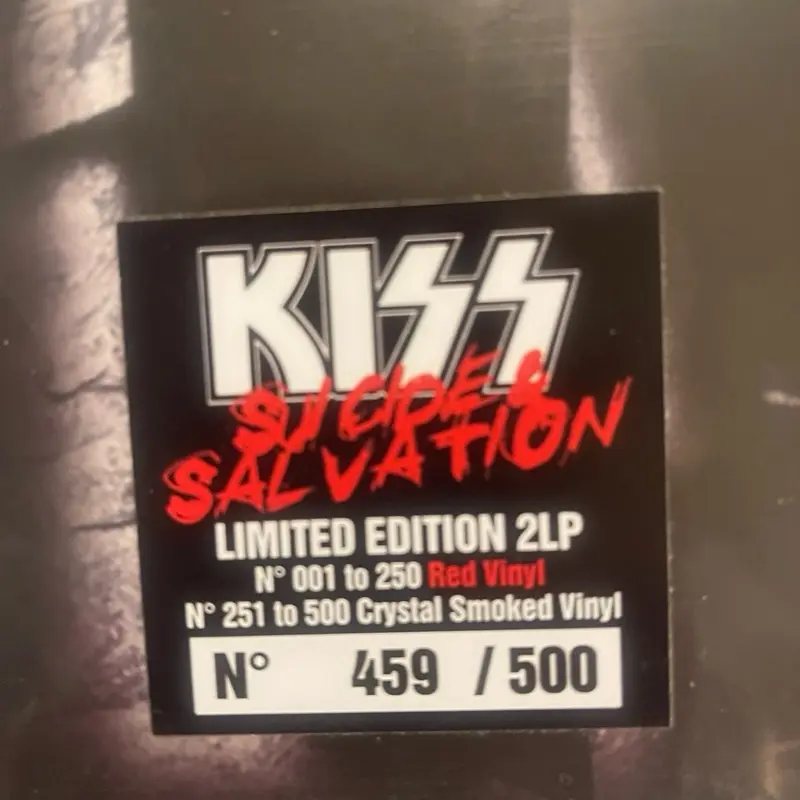 KISS
SUICIDE &
SALVATION
LIMITED EDITION 2LP
N° 001 to 250 Red Vinyl
N° 251 to 500 Crystal Smoked Vinyl
N° 459 / 500